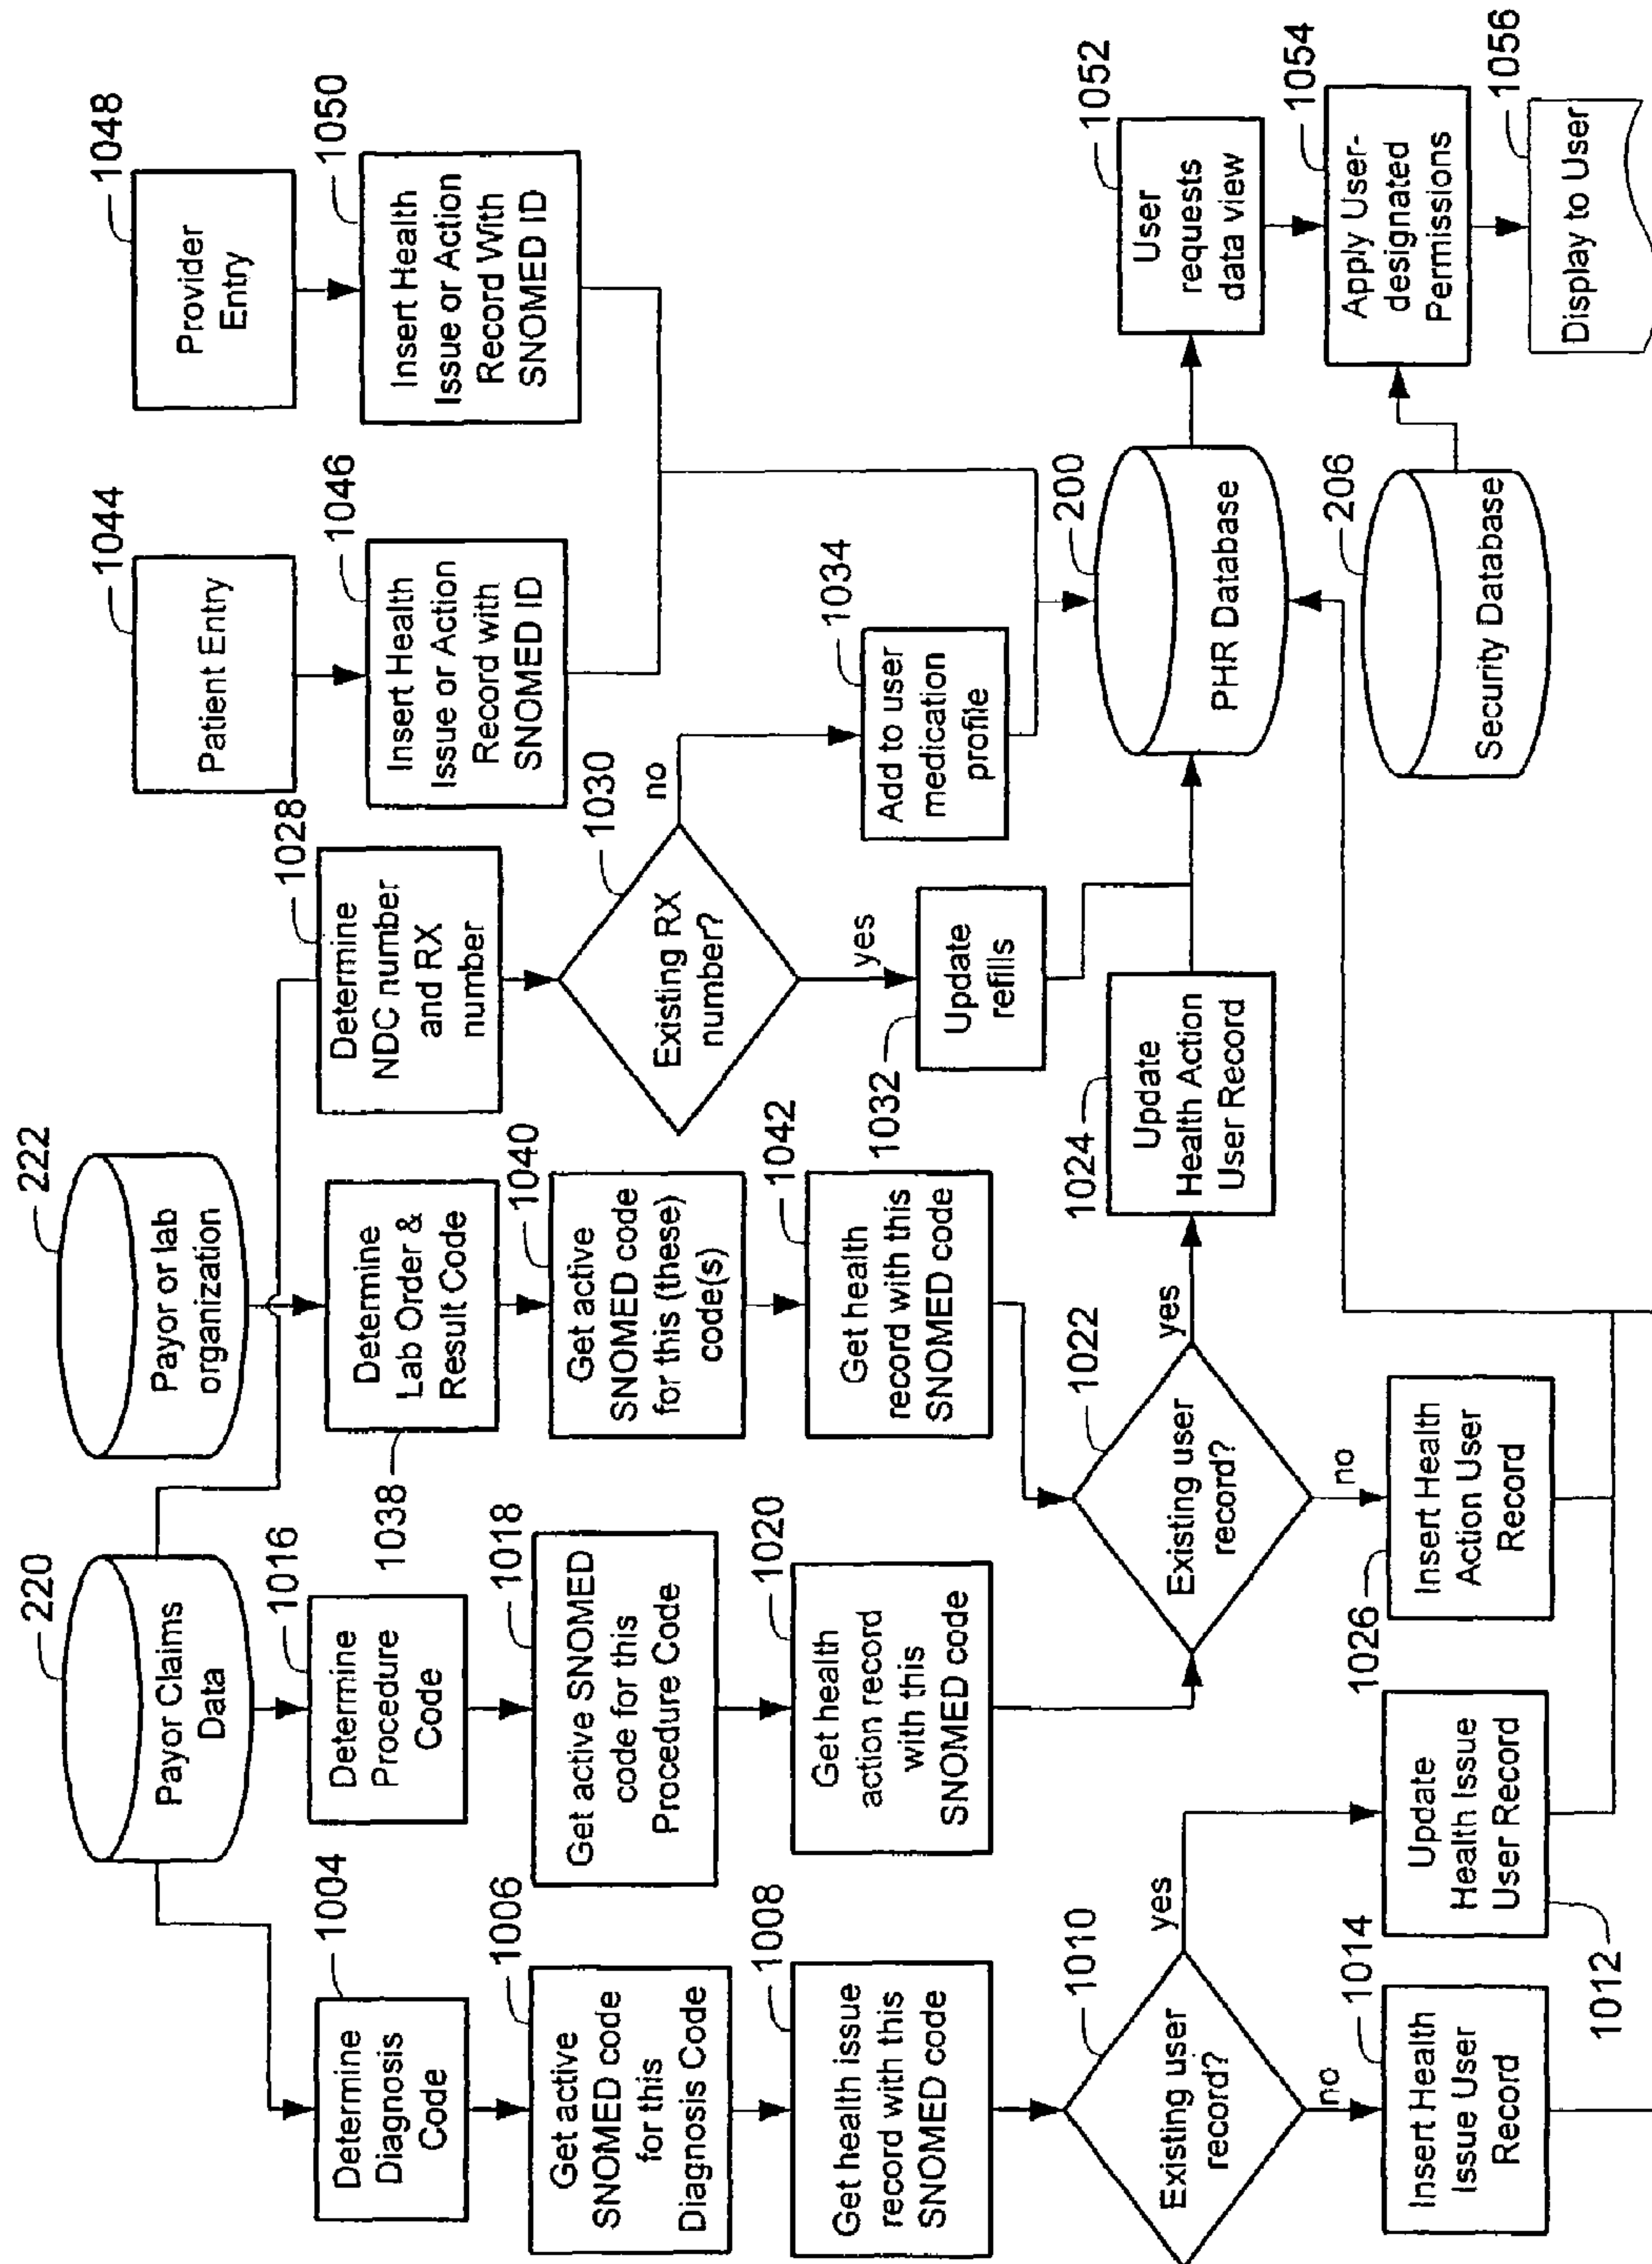 220
Payor Claims
Data
222
Payor or lab
organization
1044
Patient Entry
1048
Provider
Entry
1004
Determine
Diagnosis
Code
1016
Determine
Procedure
Code
1038
Determine
Lab Order &
Result Code
1028
Determine
NDC number
and RX
number
1046
Insert Health
Issue or Action
Record with
SNOMED ID
1050
Insert Health
Issue or Action
Record With
SNOMED ID
1006
Get active
SNOMED code
for this
Diagnosis Code
1018
Get active SNOMED
code for this
Procedure Code
1040
Get active
SNOMED code
for this (these)
code(s)
1030
Existing RX
number?
no
yes
1008
Get health issue
record with this
SNOMED code
1020
Get health
action record
with this
SNOMED code
1042
Get health
record with this
SNOMED code
1032
Update
refills
1034
Add to user
medication
profile
1010
Existing user
record?
yes
no
1022
Existing user
record?
yes
no
1024
Update
Health Action
User Record
200
PHR Database
1052
User
requests
data view
1014
Insert Health
Issue User
Record
1012
Update
Health Issue
User Record
1026
Insert Health
Action User
Record
206
Security Database
1054
Apply User-
designated
Permissions
1056
Display to User